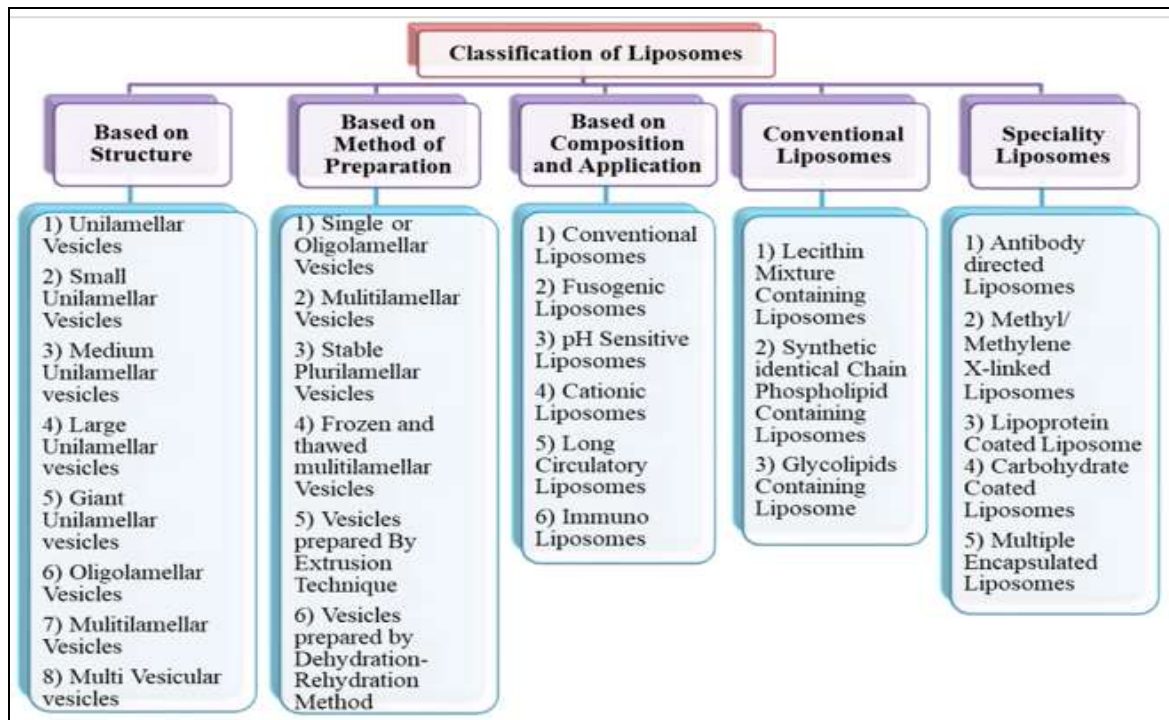 Classification of Liposomes
Based on
Structure
1) Unilamellar
Vesicles
2) Small
Unilamellar
Vesicles
3) Medium
Unilamellar
vesicles
4) Large
Unilamellar
vesicles
5) Giant
Unilamellar
vesicles
6) Oligolamellar
Vesicles
7) Mulitilamellar
Vesicles
8) Multi Vesicular
vesicles
Based on
Method of
Preparation
1) Single or
Oligolamellar
Vesicles
2) Mulitilamellar
Vesicles
3) Stable
Plurilamellar
Vesicles
4) Frozen and
thawed
mulitilamellar
Vesicles
5) Vesicles
prepared By
Extrusion
Technique
6) Vesicles
prepared by
Dehydration-
Rehydration
Method
Based on
Composition
and Application
1) Conventional
Liposomes
2) Fusogenic
Liposomes
3) pH Sensitive
Liposomes
4) Cationic
Liposomes
5) Long
Circulatory
Liposomes
6) Immuno
Liposomes
Conventional
Liposomes
1) Lecithin
Mixture
Containing
Liposomes
2) Synthetic
identical Chain
Phospholipid
Containing
Liposomes
3) Glycolipids
Containing
Liposome
Speciality
Liposomes
1) Antibody
directed
Liposomes
2) Methyl/
Methylene
X-linked
Liposomes
3) Lipoprotein
Coated Liposome
4) Carbohydrate
Coated
Liposomes
5) Multiple
Encapsulated
Liposomes